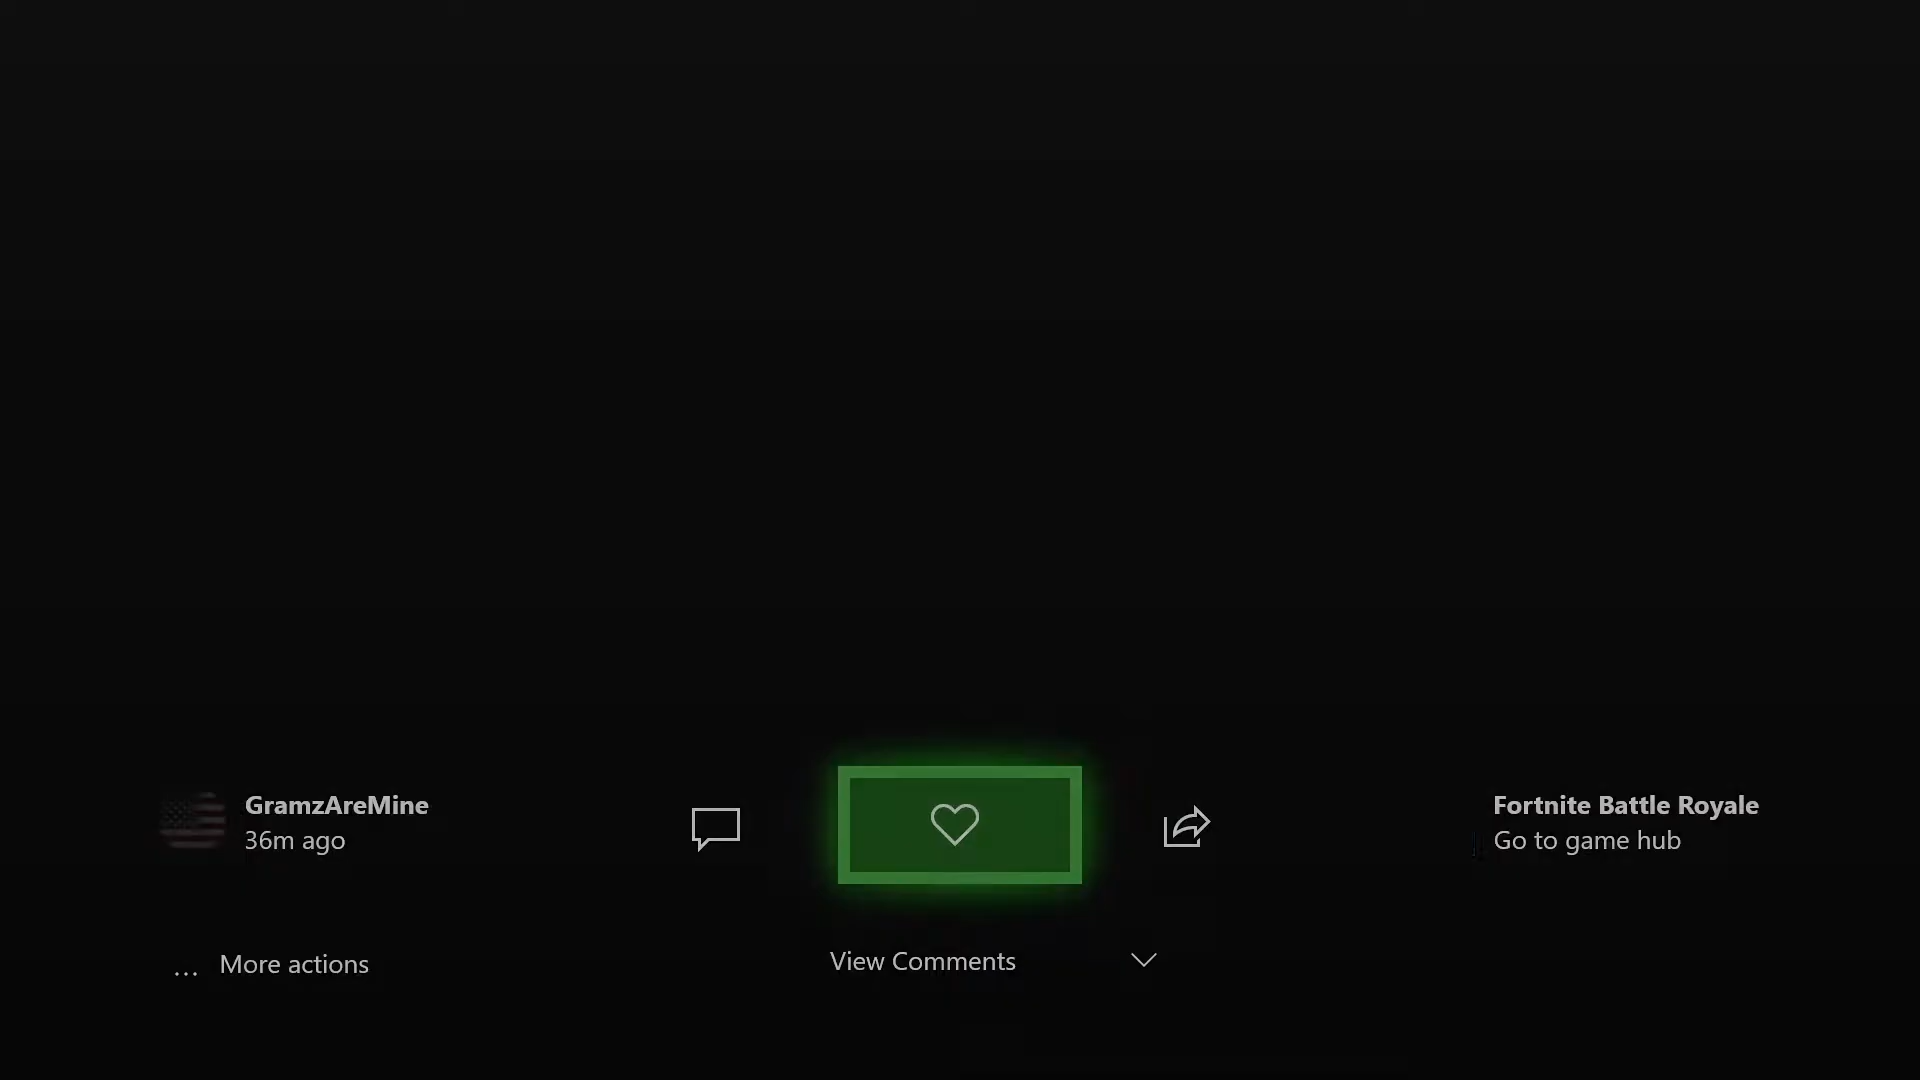 GramzAreMine
36m ago
Fortnite Battle Royale
Go to game hub
... More actions
View Comments